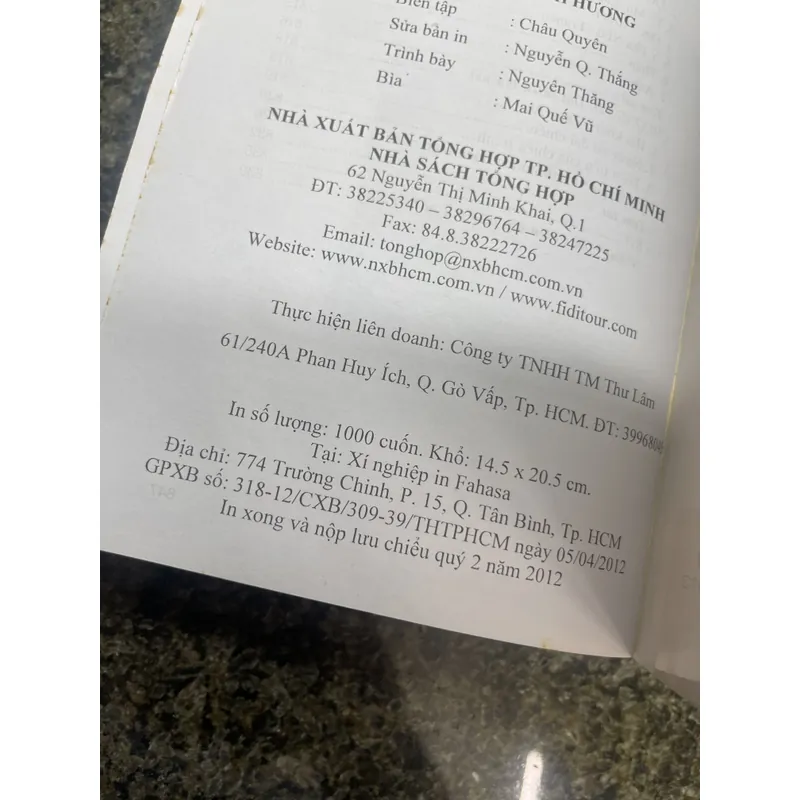 HƯƠNG
Biên tập : Châu Quyên
Sửa bản in : Nguyễn Q. Thắng
Trình bày : Nguyên Thăng
Bìa : Mai Quế Vũ
NHÀ XUẤT BẢN TỔNG HỢP TP. HỒ CHÍ MINH
NHÀ SÁCH TỔNG HỢP
62 Nguyễn Thị Minh Khai, Q.1
ĐT: 38225340 – 38296764 – 38247225
Fax: 84.8.38222726
Email: tonghop@nxbhcm.com.vn
Website: www.nxbhcm.com.vn / www.fiditour.com
Thực hiện liên doanh: Công ty TNHH TM Thư Lâm
61/240A Phan Huy Ích, Q. Gò Vấp, Tp. HCM. ĐT: 39968049
In số lượng: 1000 cuốn. Khổ: 14.5 x 20.5 cm.
Tại: Xí nghiệp in Fahasa
Địa chỉ: 774 Trường Chinh, P. 15, Q. Tân Bình, Tp. HCM
GPXB số: 318-12/CXB/309-39/THTPHCM ngày 05/04/2012
In xong và nộp lưu chiểu quý 2 năm 2012